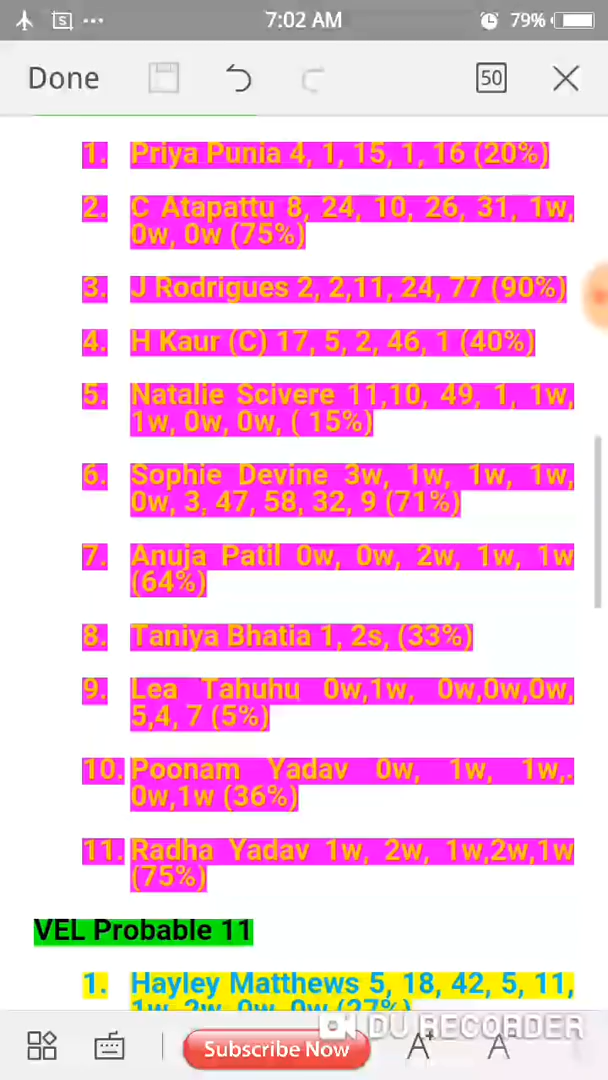 7:02 AM
79%
Done
50
1. Priya Punia 4, 1, 15, 1, 16 (20%)
2. C Atapattu 8, 24, 10, 26, 31, 1w,
0w, 0w (75%)
3. J Rodrigues 2, 2,11, 24, 77 (90%)
4. H Kaur (C) 17, 5, 2, 46, 1 (40%)
5. Natalie Scivere 11,10, 49, 1, 1w,
1w, 0w, 0w, ( 15%)
6. Sophie Devine 3w, 1w, 1w, 1w,
0w, 3, 47, 58, 32, 9 (71%)
7. Anuja Patil 0w, 0w, 2w, 1w, 1w
(64%)
8. Taniya Bhatia 1, 2s, (33%)
9. Lea Tahuhu 0w,1w, 0w,0w,0w,
5,4, 7 (5%)
10. Poonam Yadav 0w, 1w, 1w,.
0w,1w (36%)
11. Radha Yadav 1w, 2w, 1w,2w,1w
(75%)
VEL Probable 11
1. Hayley Matthews 5, 18, 42, 5, 11,
1w, 2w, 0w, 0w (27%)
DU RECORDER
Subscribe Now
A+
A-